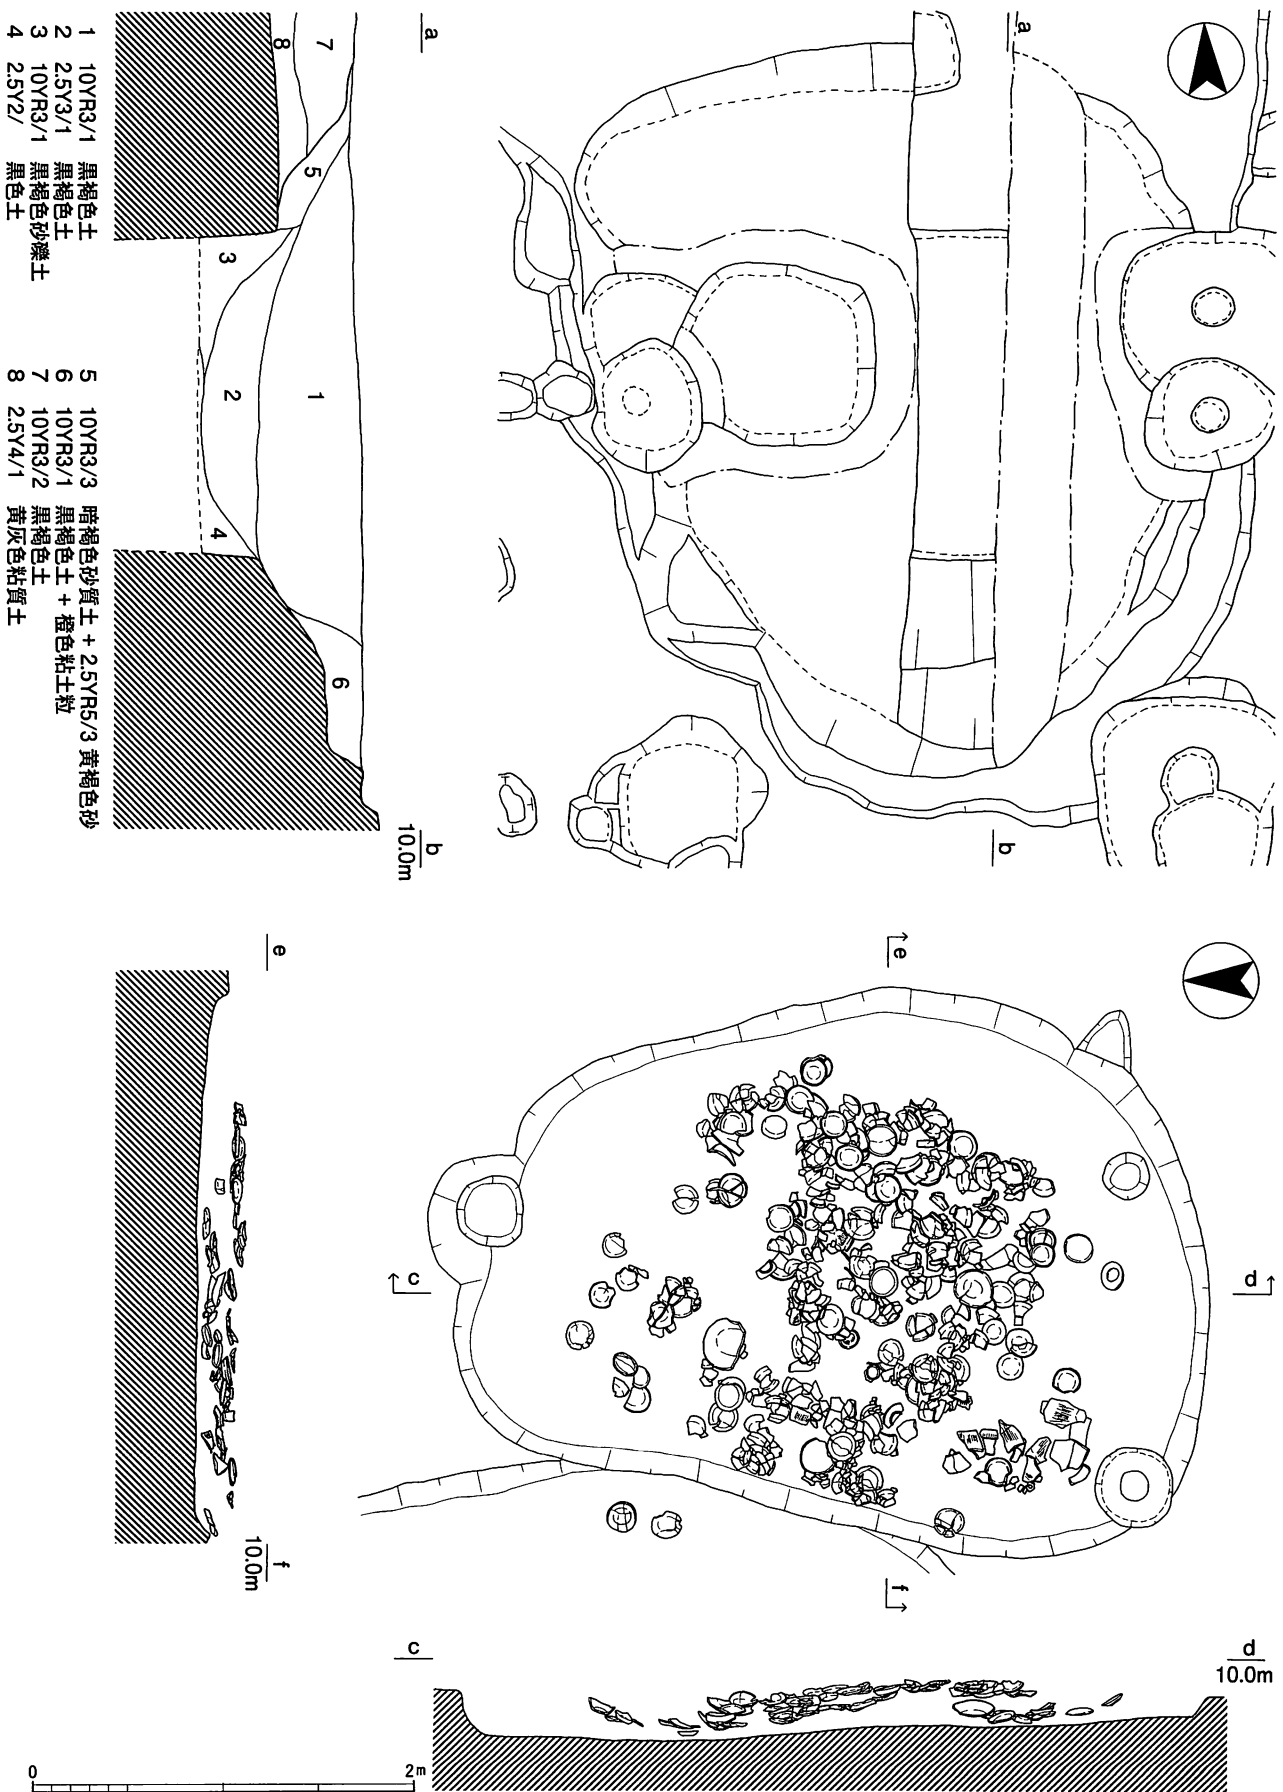 1 10YR3/1 黒褐色土
2 2.5Y3/1 黒褐色土
3 10YR3/1 黒褐色砂礫土
4 2.5Y2// 黒色土
5 10YR3/3 暗褐色砂質土 + 2.5YR5/3 黄褐色砂
6 10YR3/1 黒褐色土 + 橙色粘土粒
7 10YR3/2 黒褐色土
8 2.5Y4/1 黄灰色粘質土
a
b
10.0m
7
8
5
3
1
2
4
6
a
b
e
f
10.0m
e
c
d
f
c
d
10.0m
0
2m